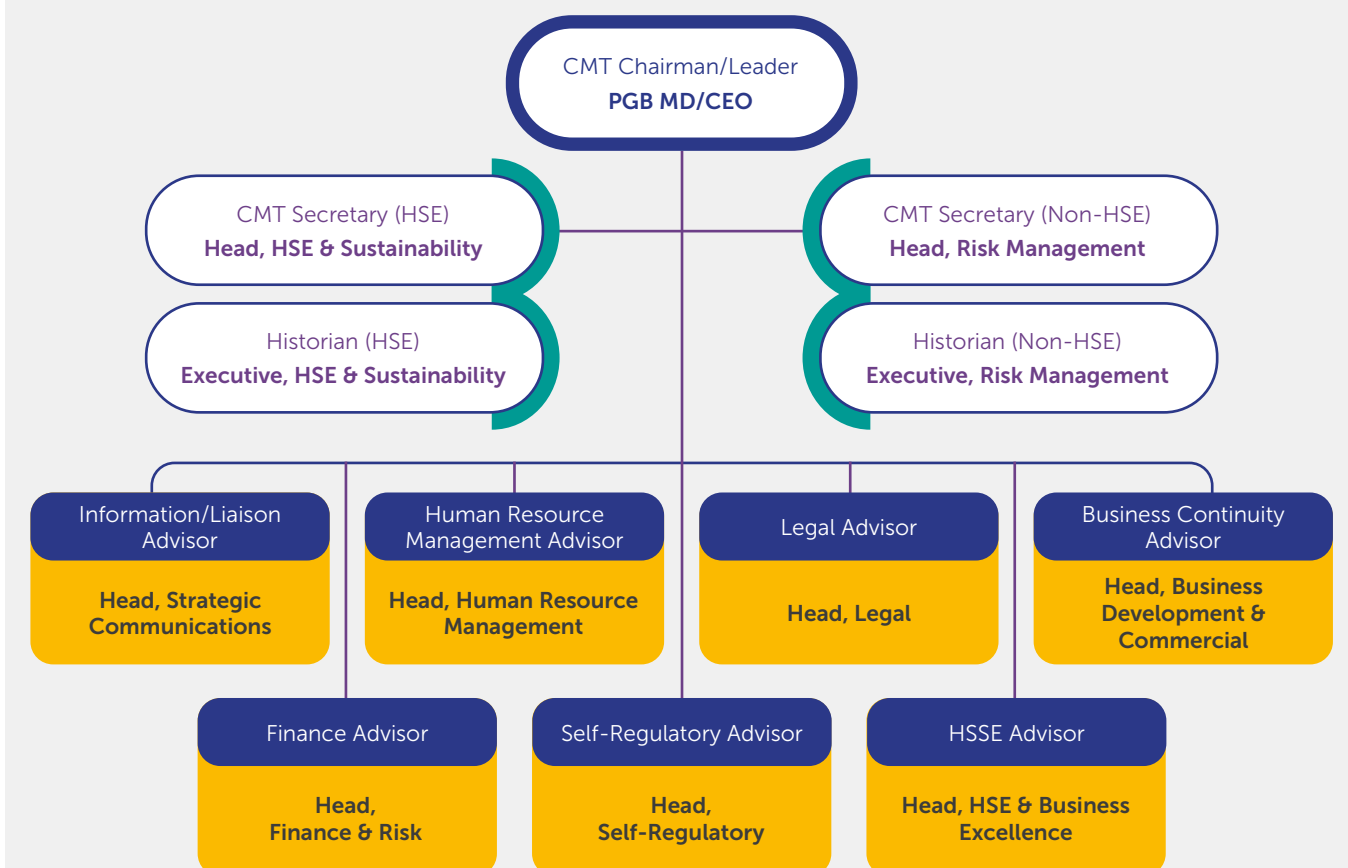 CMT Chairman/Leader
PGB MD/CEO
CMT Secretary (HSE)
Head, HSE & Sustainability
CMT Secretary (Non-HSE)
Head, Risk Management
Historian (HSE)
Executive, HSE & Sustainability
Historian (Non-HSE)
Executive, Risk Management
Information/Liaison
Advisor
Head, Strategic
Communications
Human Resource
Management Advisor
Head, Human Resource
Management
Legal Advisor
Head, Legal
Business Continuity
Advisor
Head, Business
Development &
Commercial
Finance Advisor
Head,
Finance & Risk
Self-Regulatory Advisor
Head,
Self-Regulatory
HSSE Advisor
Head, HSE & Business
Excellence